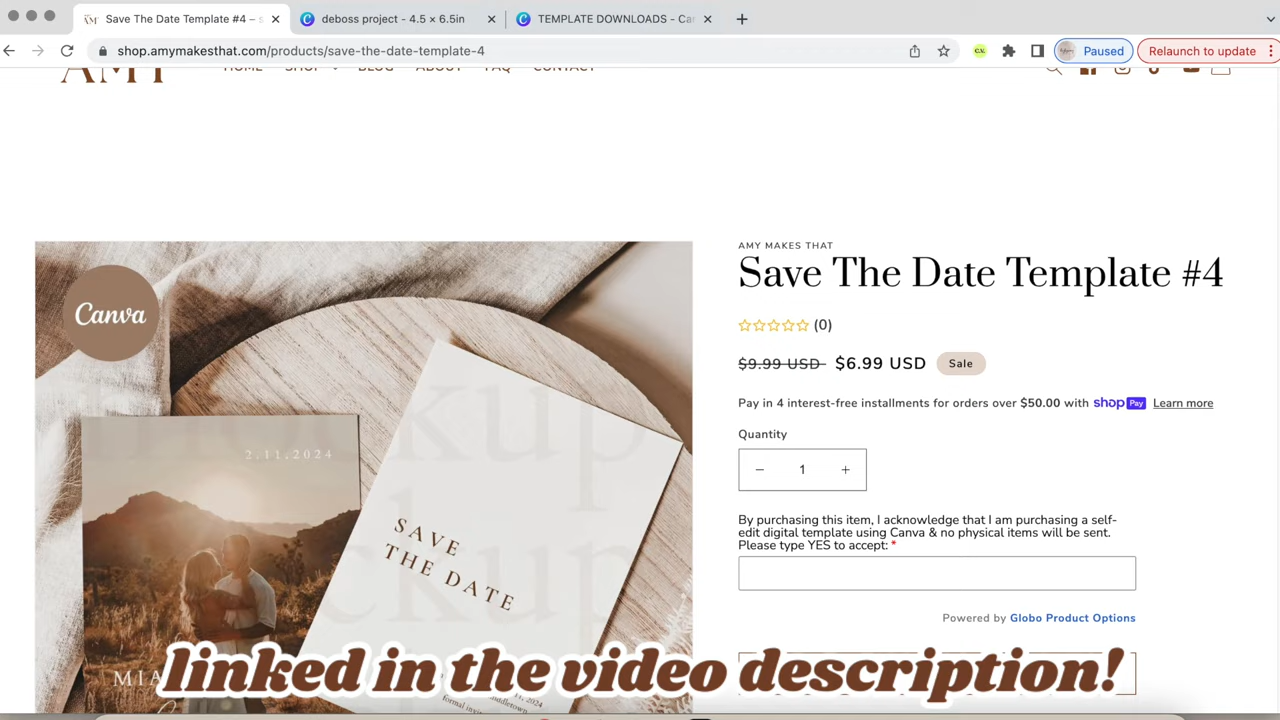 Save The Date Template #4 – s
deboss project - 4.5 × 6.5in
TEMPLATE DOWNLOADS - Can
shop.amymakesthat.com/products/save-the-date-template-4
Paused
Relaunch to update
AMY
HOME SHOP BLOG ABOUT FAQ CONTACT
Canva
mockup
2.11.2024
SAVE
THE DATE
mockup
MIA
AMY MAKES THAT
Save The Date Template #4
(0)
$9.99 USD $6.99 USD Sale
Pay in 4 interest-free installments for orders over $50.00 with shop Pay Learn more
Quantity
− 1 +
By purchasing this item, I acknowledge that I am purchasing a self-
edit digital template using Canva & no physical items will be sent.
Please type YES to accept: *
Powered by Globo Product Options
linked in the video description!